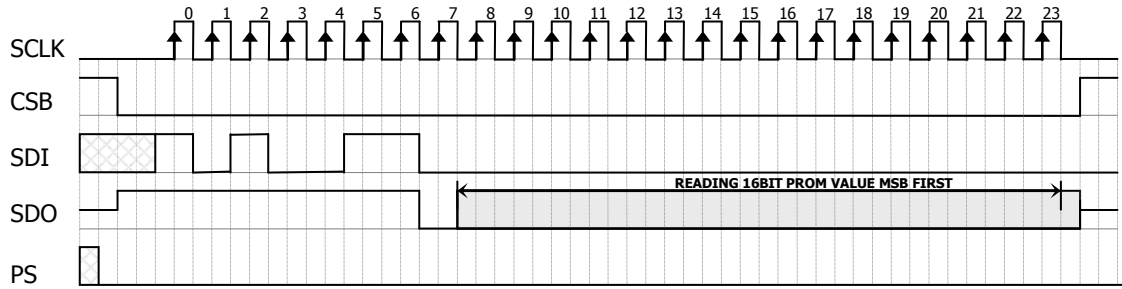 0 1 2 3 4 5 6 7 8 9 10 11 12 13 14 15 16 17 18 19 20 21 22 23
SCLK
CSB
SDI
READING 16BIT PROM VALUE MSB FIRST
SDO
PS